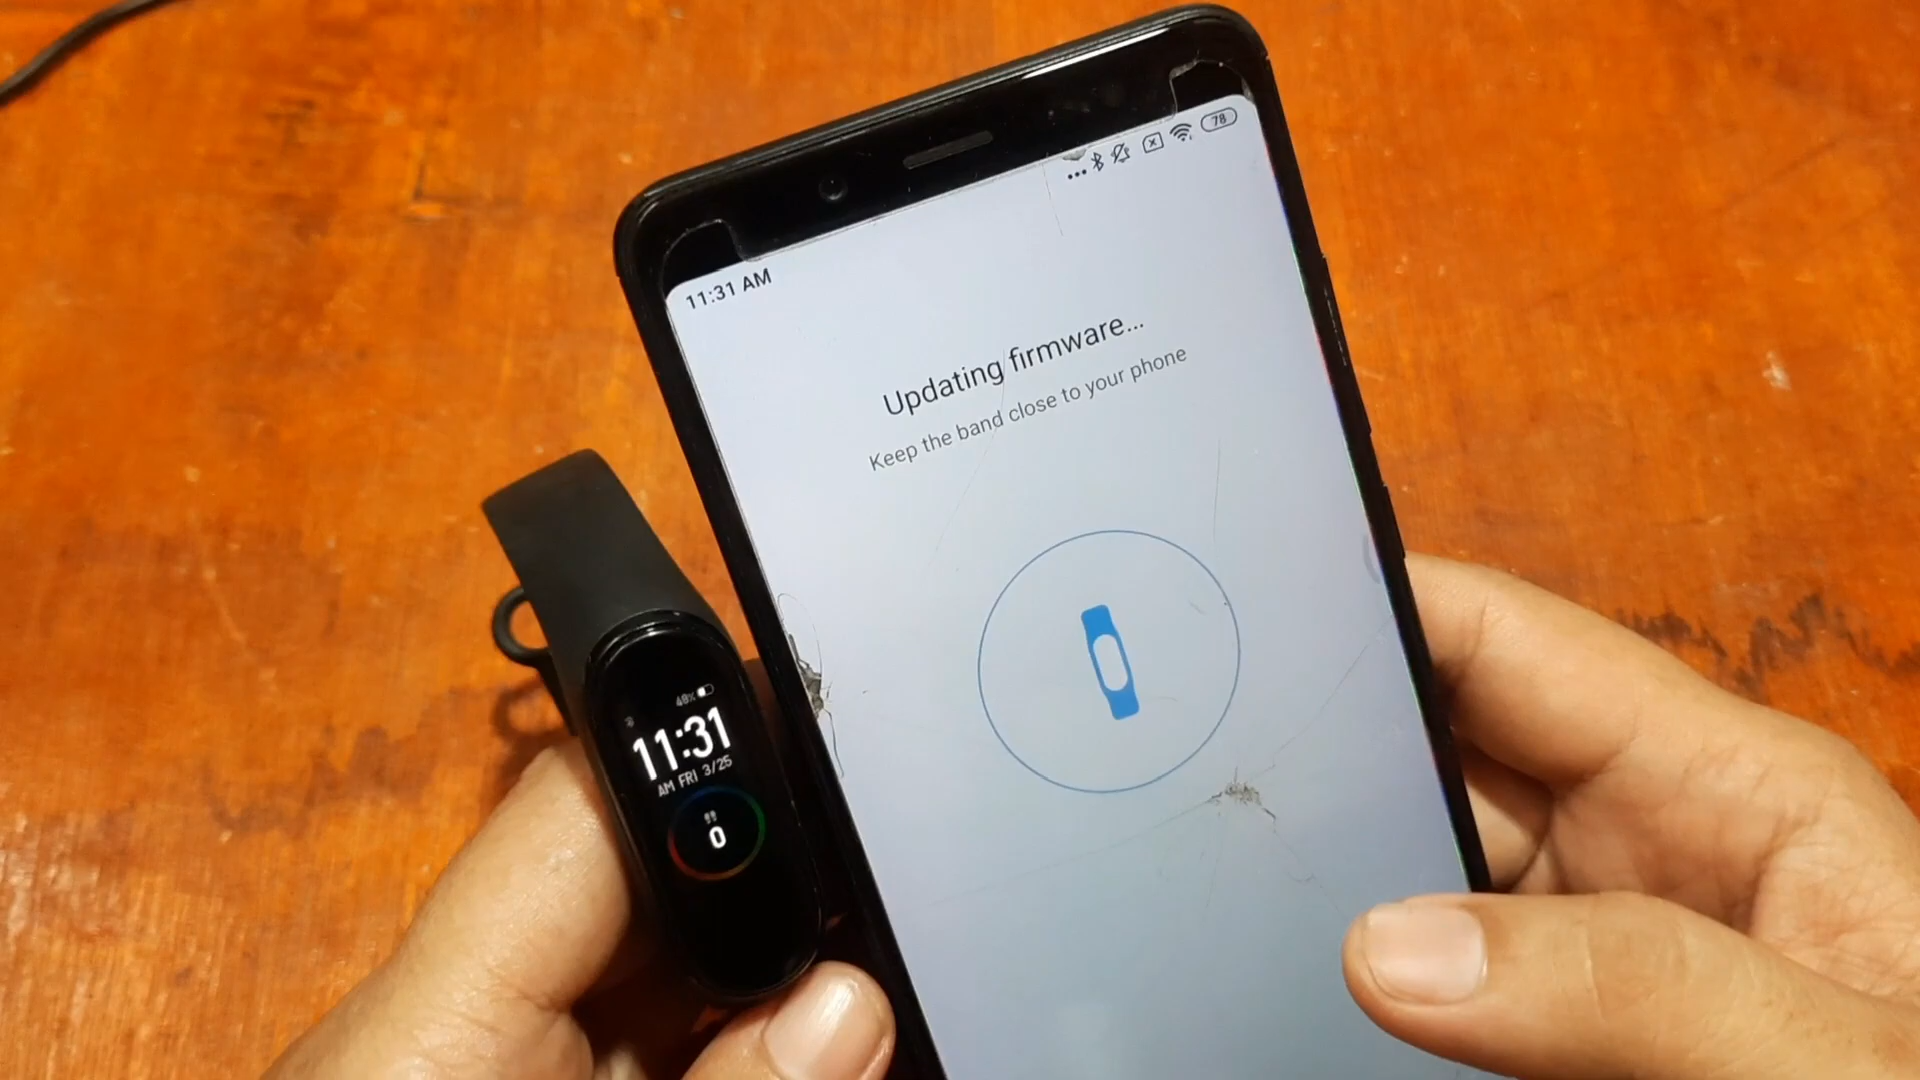 78
11:31 AM
Updating firmware...
Keep the band close to your phone
48%
11:31
AM FRI 3/25
0